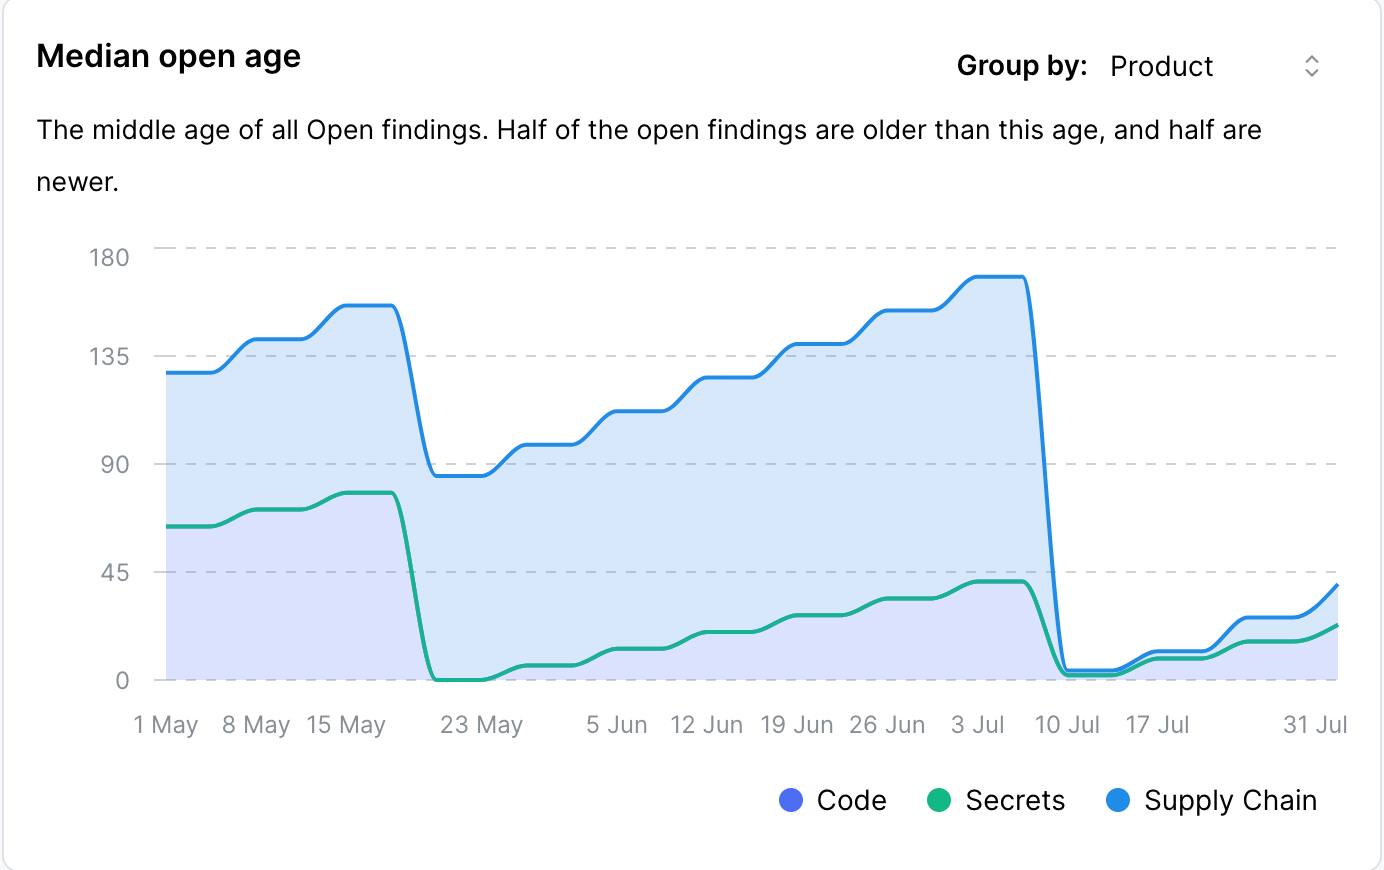 Median open age
Group by: Product
The middle age of all Open findings. Half of the open findings are older than this age, and half are
newer.
180
135
90
45
0
1 May 8 May 15 May 23 May 5 Jun 12 Jun 19 Jun 26 Jun 3 Jul 10 Jul 17 Jul 31 Jul
Code Secrets Supply Chain